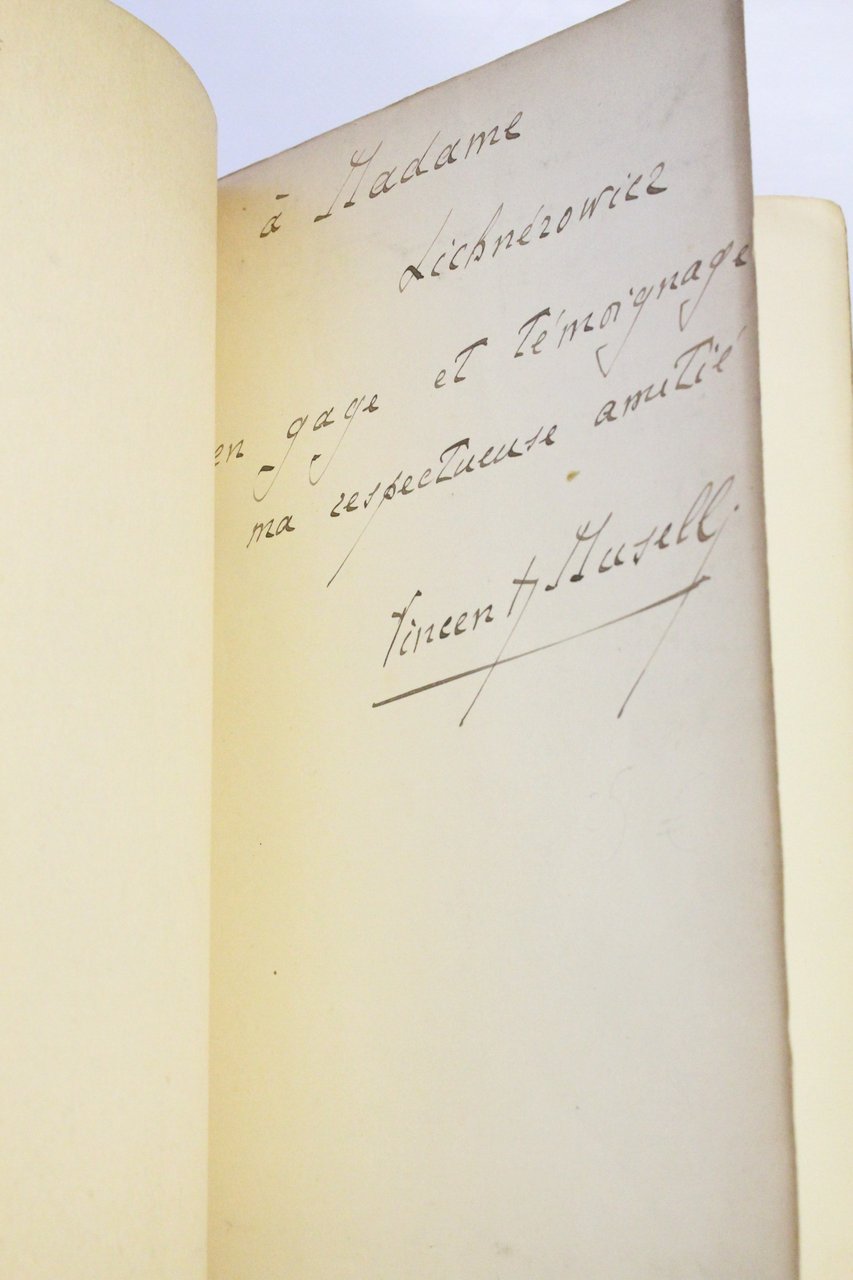 à Madame
Lichnérowicz
en gage et témoignage
ma respectueuse amitié
Vincent Muselli